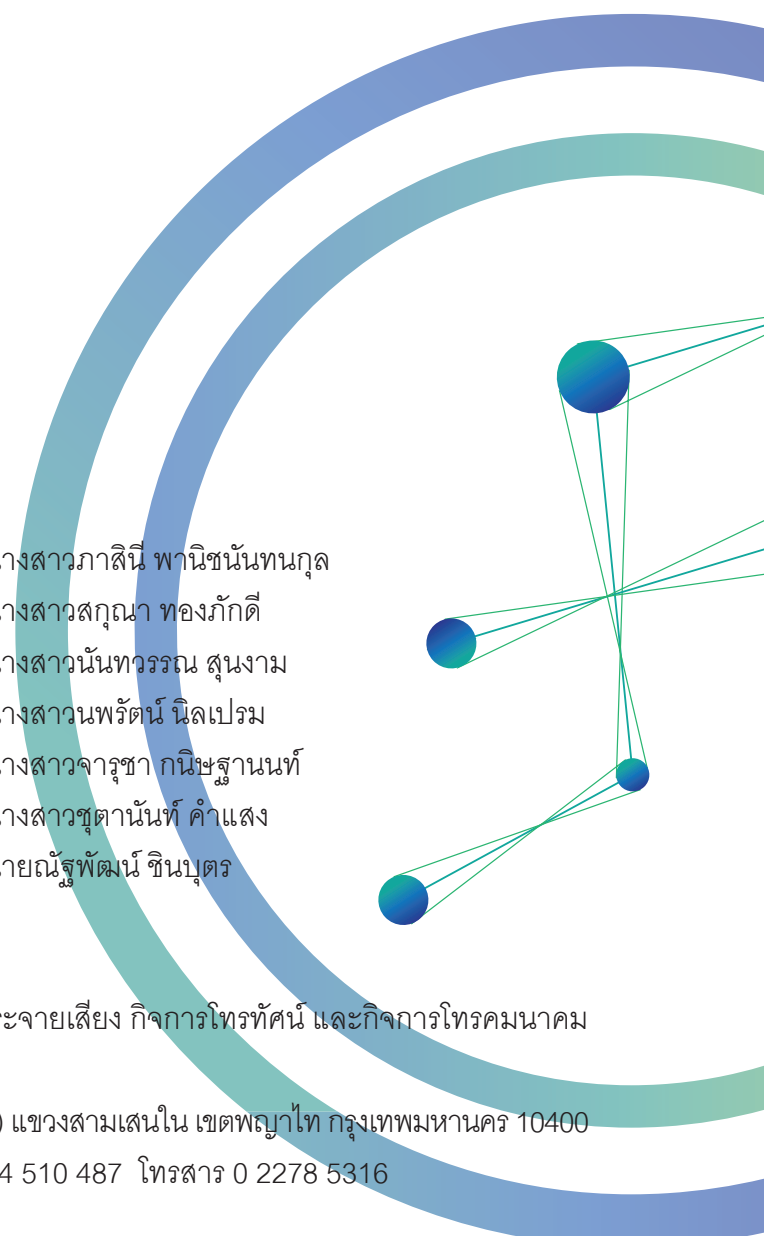 นางสาวภาสินี พานิชนันทนกุล
นางสาวสกุณา ทองภักดี
นางสาวนันทวรรณ สุนงาม
นางสาวนพรัตน์ นิลเปรม
นางสาวจารุชา กนิษฐานนท์
นางสาวชุตานันท์ คำแสง
นายณัฐพัฒน์ ชินบุตร
ระจายเสียง กิจการโทรทัศน์ และกิจการโทรคมนาคม
) แขวงสามเสนใน เขตพญาไท กรุงเทพมหานคร 10400
4 510 487 โทรสาร 0 2278 5316